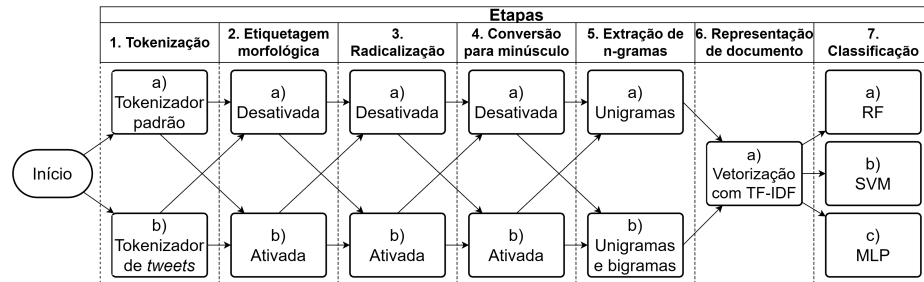 Etapas
1. Tokenização
2. Etiquetagem
morfológica
3.
Radicalização
4. Conversão
para minúsculo
5. Extração de
n-gramas
6. Representação
de documento
7.
Classificação
Início
a)
Tokenizador
padrão
a)
Desativada
a)
Desativada
a)
Desativada
a)
Unigramas
a)
Vetorização
com TF-IDF
a)
RF
b)
SVM
b)
Tokenizador
de tweets
b)
Ativada
b)
Ativada
b)
Ativada
b)
Unigramas
e bigramas
c)
MLP